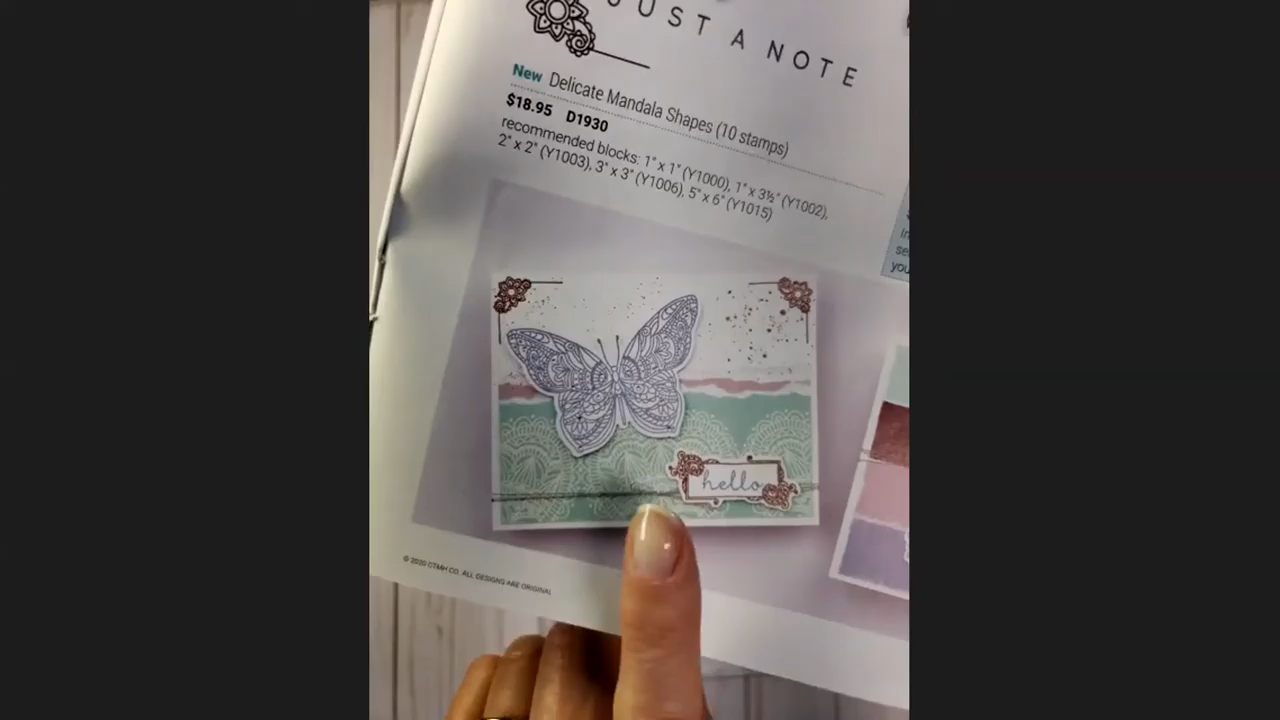 JUST A NOTE
New Delicate Mandala Shapes (10 stamps)
$18.95 D1930
recommended blocks: 1" x 1" (Y1000), 1" x 3½" (Y1002),
2" x 2" (Y1003), 3" x 3" (Y1006), 5" x 6" (Y1015)
hello
© 2020 CTMH CO. ALL DESIGNS ARE ORIGINAL